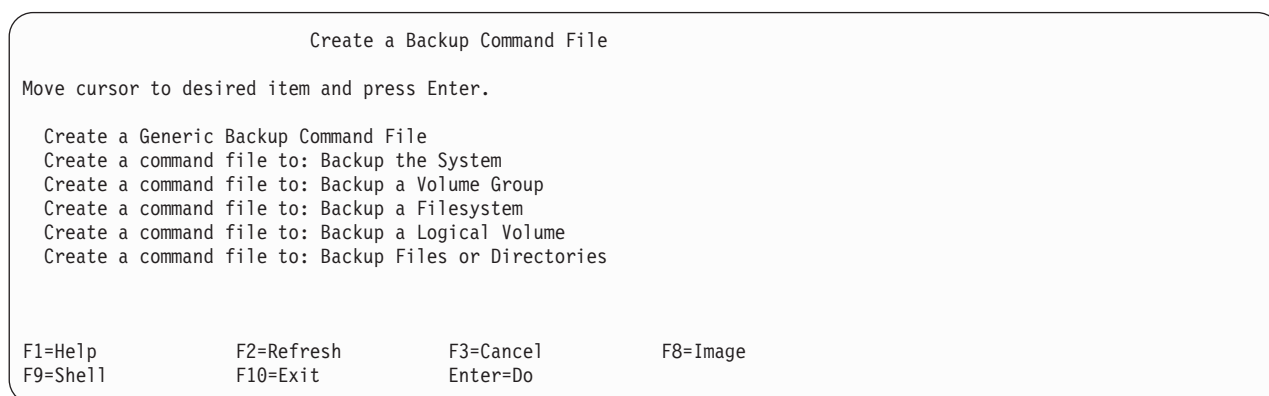 Create a Backup Command File
Move cursor to desired item and press Enter.
Create a Generic Backup Command File
Create a command file to: Backup the System
Create a command file to: Backup a Volume Group
Create a command file to: Backup a Filesystem
Create a command file to: Backup a Logical Volume
Create a command file to: Backup Files or Directories
F1=Help F2=Refresh F3=Cancel F8=Image
F9=Shell F10=Exit Enter=Do